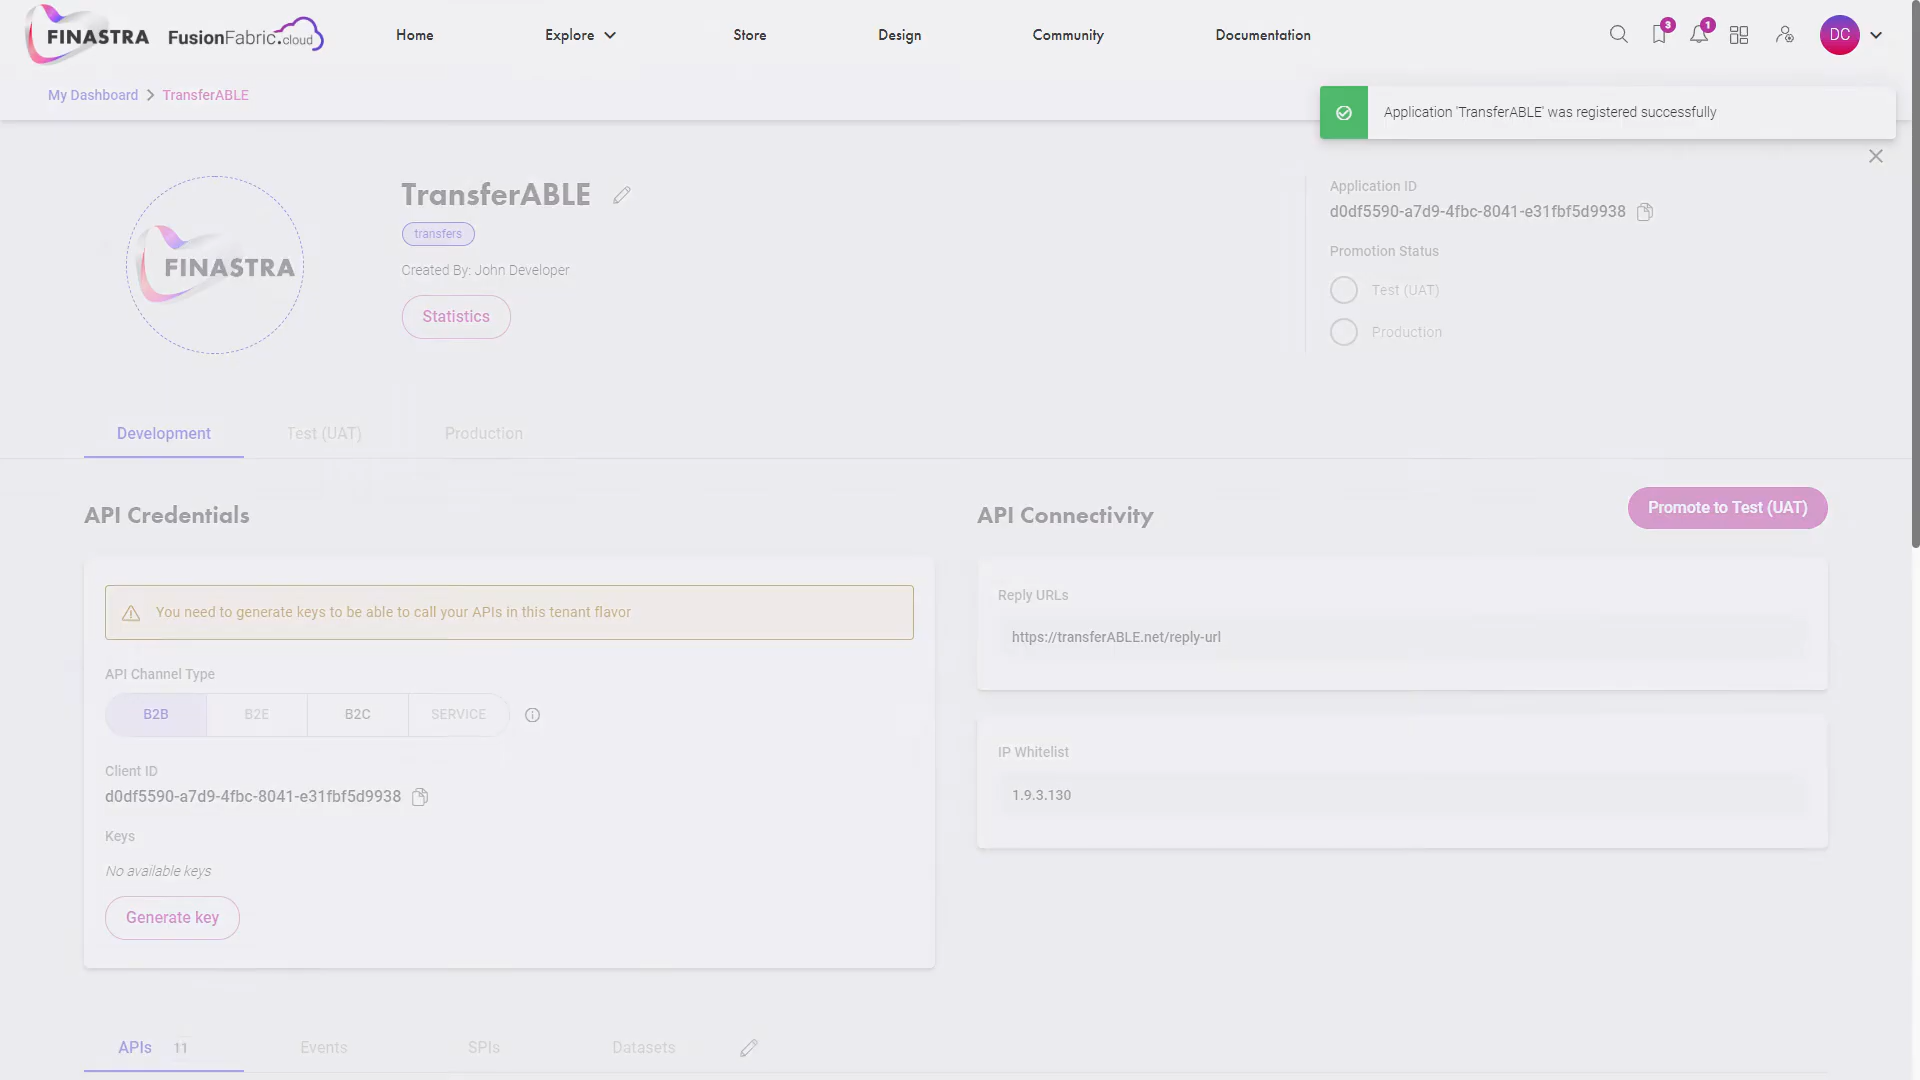 FINASTRA FusionFabric.cloud
Home
Explore
Store
Design
Community
Documentation
3
1
DC
My Dashboard > TransferABLE
Application 'TransferABLE' was registered successfully
TransferABLE
transfers
Created By: John Developer
Statistics
FINASTRA
Application ID
d0df5590-a7d9-4fbc-8041-e31fbf5d9938
Promotion Status
Test (UAT)
Production
Development
Test (UAT)
Production
API Credentials
You need to generate keys to be able to call your APIs in this tenant flavor
API Channel Type
B2B
B2E
B2C
SERVICE
Client ID
d0df5590-a7d9-4fbc-8041-e31fbf5d9938
Keys
No available keys
Generate key
API Connectivity
Promote to Test (UAT)
Reply URLs
https://transferABLE.net/reply-url
IP Whitelist
1.9.3.130
APIs 11
Events
SPIs
Datasets